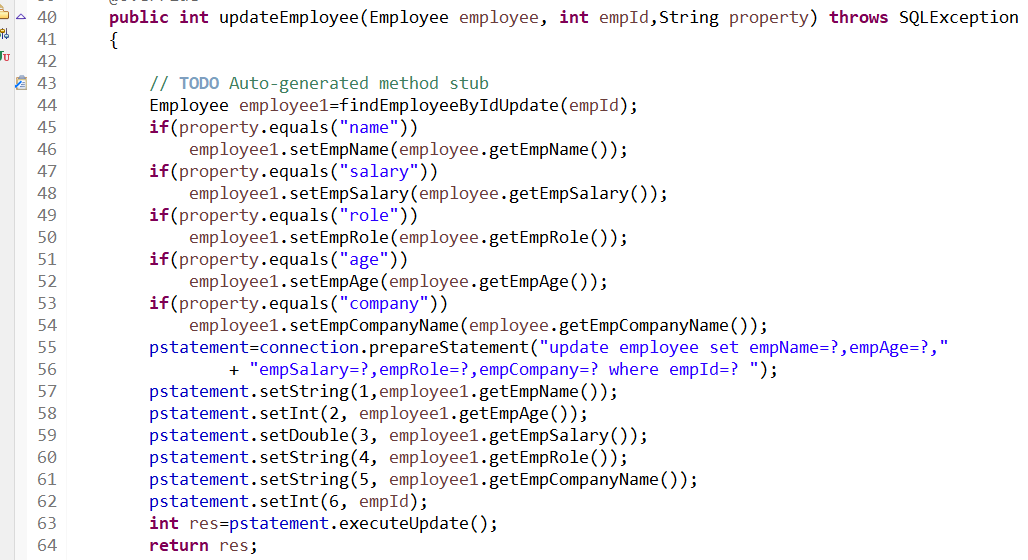 40 public int updateEmployee(Employee employee, int empId,String property) throws SQLException
41 {
42
43 // TODO Auto-generated method stub
44 Employee employee1=findEmployeeByIdUpdate(empId);
45 if(property.equals("name"))
46 employee1.setEmpName(employee.getEmpName());
47 if(property.equals("salary"))
48 employee1.setEmpSalary(employee.getEmpSalary());
49 if(property.equals("role"))
50 employee1.setEmpRole(employee.getEmpRole());
51 if(property.equals("age"))
52 employee1.setEmpAge(employee.getEmpAge());
53 if(property.equals("company"))
54 employee1.setEmpCompanyName(employee.getEmpCompanyName());
55 pstatement=connection.prepareStatement("update employee set empName=?,empAge=?,"
56 + "empSalary=?,empRole=?,empCompany=? where empId=? ");
57 pstatement.setString(1,employee1.getEmpName());
58 pstatement.setInt(2, employee1.getEmpAge());
59 pstatement.setDouble(3, employee1.getEmpSalary());
60 pstatement.setString(4, employee1.getEmpRole());
61 pstatement.setString(5, employee1.getEmpCompanyName());
62 pstatement.setInt(6, empId);
63 int res=pstatement.executeUpdate();
64 return res;